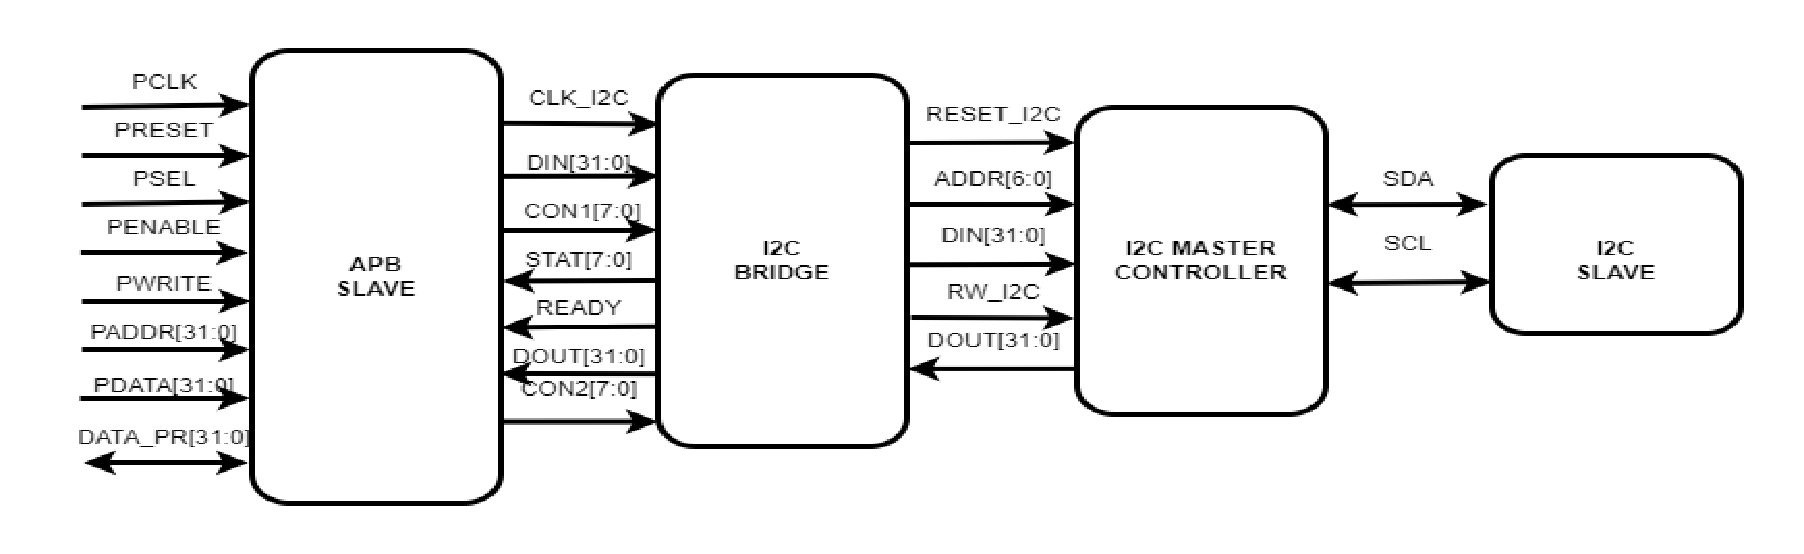 PCLK
PRESET
PSEL
PENABLE
PWRITE
PADDR[31:0]
PDATA[31:0]
DATA_PR[31:0]
APB
SLAVE
CLK_I2C
DIN[31:0]
CON1[7:0]
STAT[7:0]
READY
DOUT[31:0]
CON2[7:0]
I2C
BRIDGE
RESET_I2C
ADDR[6:0]
DIN[31:0]
RW_I2C
DOUT[31:0]
I2C MASTER
CONTROLLER
SDA
SCL
I2C
SLAVE